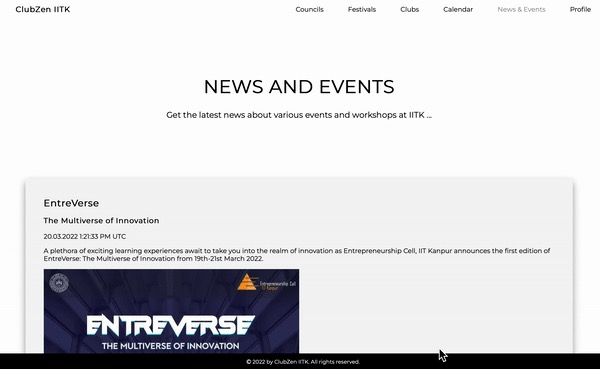 ClubZen IITK
Councils
Festivals
Clubs
Calendar
News & Events
Profile
NEWS AND EVENTS
Get the latest news about various events and workshops at IITK ...
EntreVerse
The Multiverse of Innovation
20.03.2022 1:21:33 PM UTC
A plethora of exciting learning experiences await to take you into the realm of innovation as Entrepreneurship Cell, IIT Kanpur announces the first edition of
EntreVerse: The Multiverse of Innovation from 19th-21st March 2022.
Entrepreneurship Cell
IIT Kanpur
ENTREVERSE
THE MULTIVERSE OF INNOVATION
© 2022 by ClubZen IITK. All rights reserved.